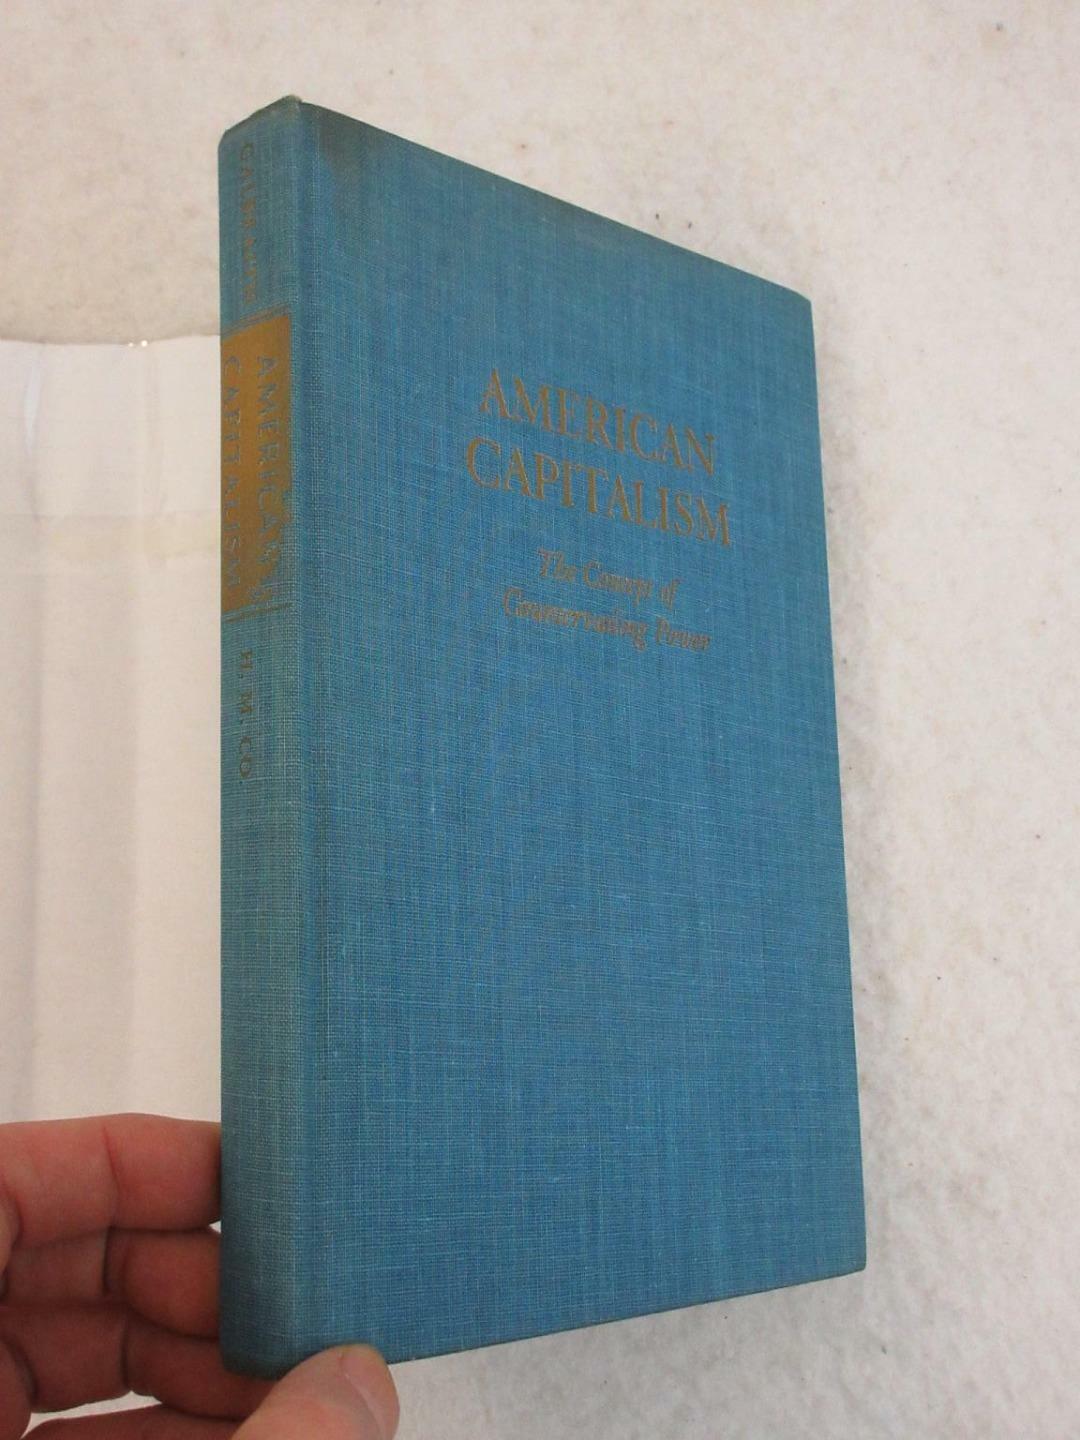 GALBRAITH
AMERICAN
CAPITALISM
H. M. CO.
AMERICAN
CAPITALISM
The Concept of
Countervailing Power